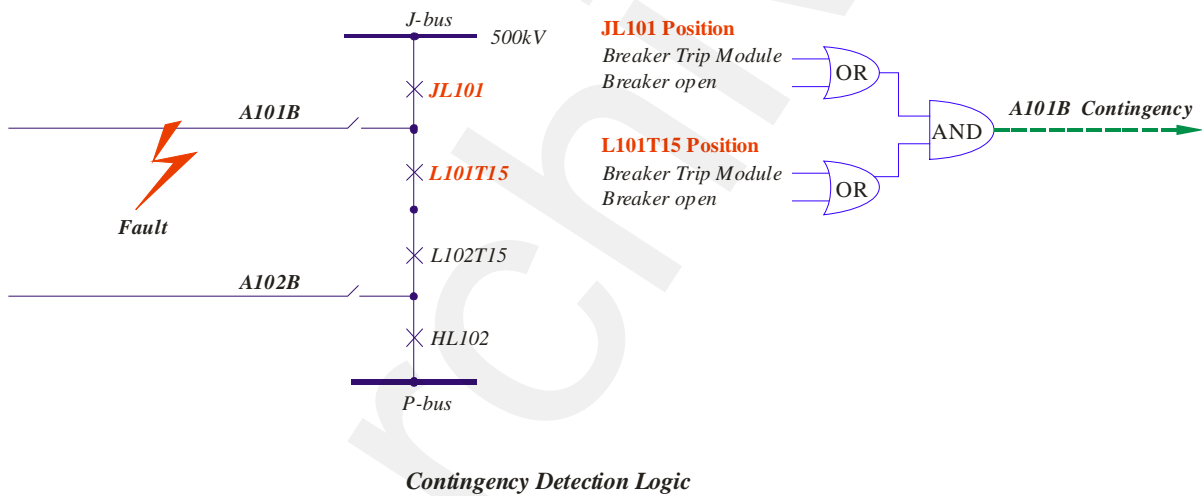 J-bus
500kV
JL101
A101B
L101T15
Fault
L102T15
A102B
HL102
P-bus
JL101 Position
Breaker Trip Module
Breaker open
OR
L101T15 Position
Breaker Trip Module
Breaker open
OR
AND
A101B Contingency
Contingency Detection Logic